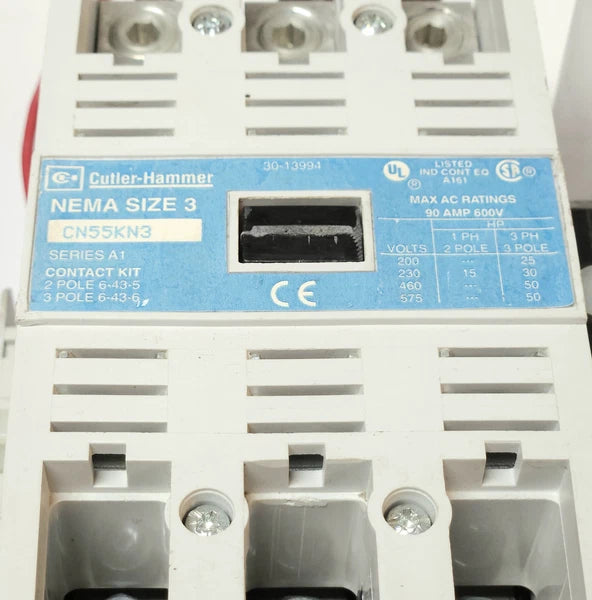 Cutler-Hammer
30-13994
NEMA SIZE 3
CN55KN3
SERIES A1
CONTACT KIT
2 POLE 6-43-5
3 POLE 6-43-6
CE
UL ® LISTED SA ®
IND CONT EQ
A161
MAX AC RATINGS
90 AMP 600V
HP
1 PH 3 PH
VOLTS 2 POLE 3 POLE
200 --- 25
230 15 30
460 --- 50
575 --- 50